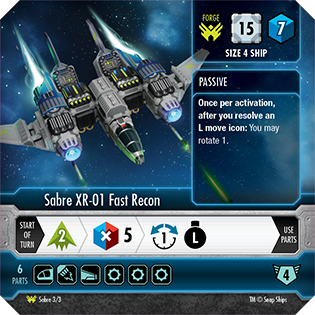 FORGE
15
7
SIZE 4 SHIP
PASSIVE
Once per activation,
after you resolve an
L move icon: You may
rotate 1.
Sabre XR-01 Fast Recon
START
OF
TURN
2
5
1
L
USE
PARTS
6
PARTS
4
Sabre 3/3
TM © Snap Ships